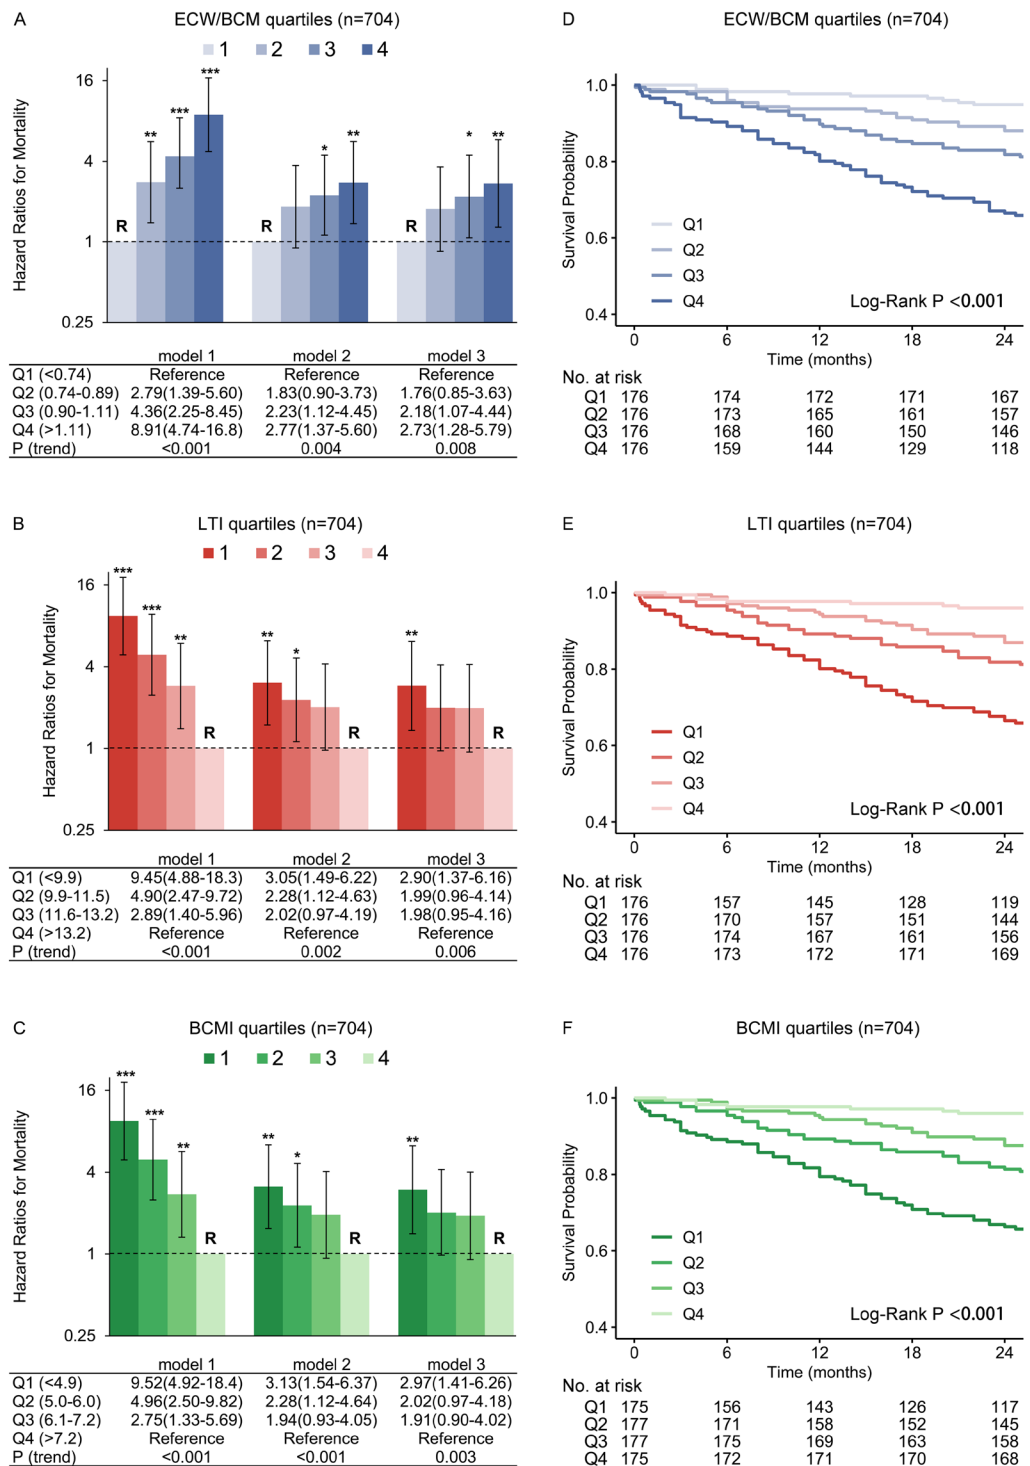 A
ECW/BCM quartiles (n=704)
1 2 3 4
Hazard Ratios for Mortality
16
4
1
0.25
*** *** **
R
** *
R
** *
R
model 1 model 2 model 3
Q1 (<0.74) Reference Reference Reference
Q2 (0.74-0.89) 2.79(1.39-5.60) 1.83(0.90-3.73) 1.76(0.85-3.63)
Q3 (0.90-1.11) 4.36(2.25-8.45) 2.23(1.12-4.45) 2.18(1.07-4.44)
Q4 (>1.11) 8.91(4.74-16.8) 2.77(1.37-5.60) 2.73(1.28-5.79)
P (trend) <0.001 0.004 0.008
D
ECW/BCM quartiles (n=704)
Survival Probability
1.0
0.8
0.6
0.4
Q1
Q2
Q3
Q4
Log-Rank P <0.001
0 6 12 18 24
Time (months)
No. at risk
Q1 176 174 172 171 167
Q2 176 173 165 161 157
Q3 176 168 160 150 146
Q4 176 159 144 129 118
B
LTI quartiles (n=704)
1 2 3 4
Hazard Ratios for Mortality
16
4
1
0.25
*** *** **
R
** *
R
**
R
model 1 model 2 model 3
Q1 (<9.9) 9.45(4.88-18.3) 3.05(1.49-6.22) 2.90(1.37-6.16)
Q2 (9.9-11.5) 4.90(2.47-9.72) 2.28(1.12-4.63) 1.99(0.96-4.14)
Q3 (11.6-13.2) 2.89(1.40-5.96) 2.02(0.97-4.19) 1.98(0.95-4.16)
Q4 (>13.2) Reference Reference Reference
P (trend) <0.001 0.002 0.006
E
LTI quartiles (n=704)
Survival Probability
1.0
0.8
0.6
0.4
Q1
Q2
Q3
Q4
Log-Rank P <0.001
0 6 12 18 24
Time (months)
No. at risk
Q1 176 157 145 128 119
Q2 176 170 157 151 144
Q3 176 174 167 161 156
Q4 176 173 172 171 169
C
BCMI quartiles (n=704)
1 2 3 4
Hazard Ratios for Mortality
16
4
1
0.25
*** *** **
R
** *
R
**
R
model 1 model 2 model 3
Q1 (<4.9) 9.52(4.92-18.4) 3.13(1.54-6.37) 2.97(1.41-6.26)
Q2 (5.0-6.0) 4.96(2.50-9.82) 2.28(1.12-4.64) 2.02(0.97-4.18)
Q3 (6.1-7.2) 2.75(1.33-5.69) 1.94(0.93-4.05) 1.91(0.90-4.02)
Q4 (>7.2) Reference Reference Reference
P (trend) <0.001 <0.001 0.003
F
BCMI quartiles (n=704)
Survival Probability
1.0
0.8
0.6
0.4
Q1
Q2
Q3
Q4
Log-Rank P <0.001
0 6 12 18 24
Time (months)
No. at risk
Q1 175 156 143 126 117
Q2 177 171 158 152 145
Q3 177 175 169 163 158
Q4 175 172 171 170 168